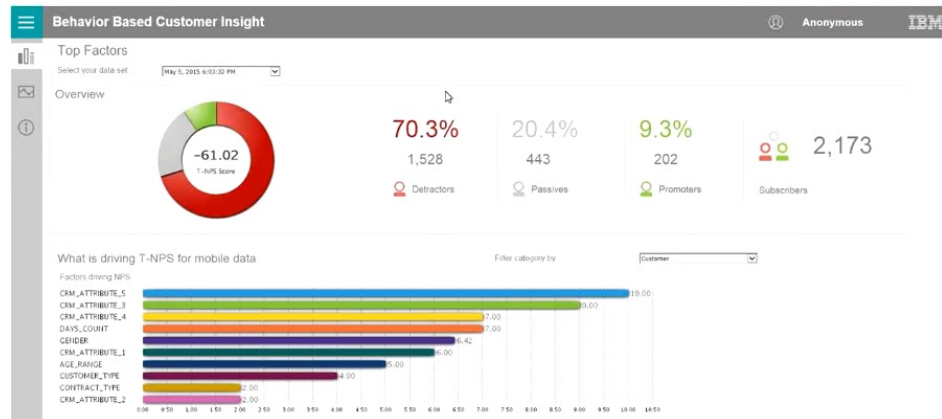 Behavior Based Customer Insight
Anonymous
IBM
Top Factors
Select your data set
May 5, 2015 6:03:32 PM
Overview
-61.02
T-NPS Score
70.3%
1,528
Detractors
20.4%
443
Passives
9.3%
202
Promoters
2,173
Subscribers
What is driving T-NPS for mobile data
Filter category by
Customer
Factors driving NPS
CRM_ATTRIBUTE_5 10.00
CRM_ATTRIBUTE_3 9.00
CRM_ATTRIBUTE_4 7.00
DAYS_COUNT 7.00
GENDER 6.42
CRM_ATTRIBUTE_1 6.00
AGE_RANGE 5.00
CUSTOMER_TYPE 4.00
CONTRACT_TYPE 2.00
CRM_ATTRIBUTE_2 2.00
0.00 0.50 1.00 1.50 2.00 2.50 3.00 3.50 4.00 4.50 5.00 5.50 6.00 6.50 7.00 7.50 8.00 8.50 9.00 9.50 10.00 10.50